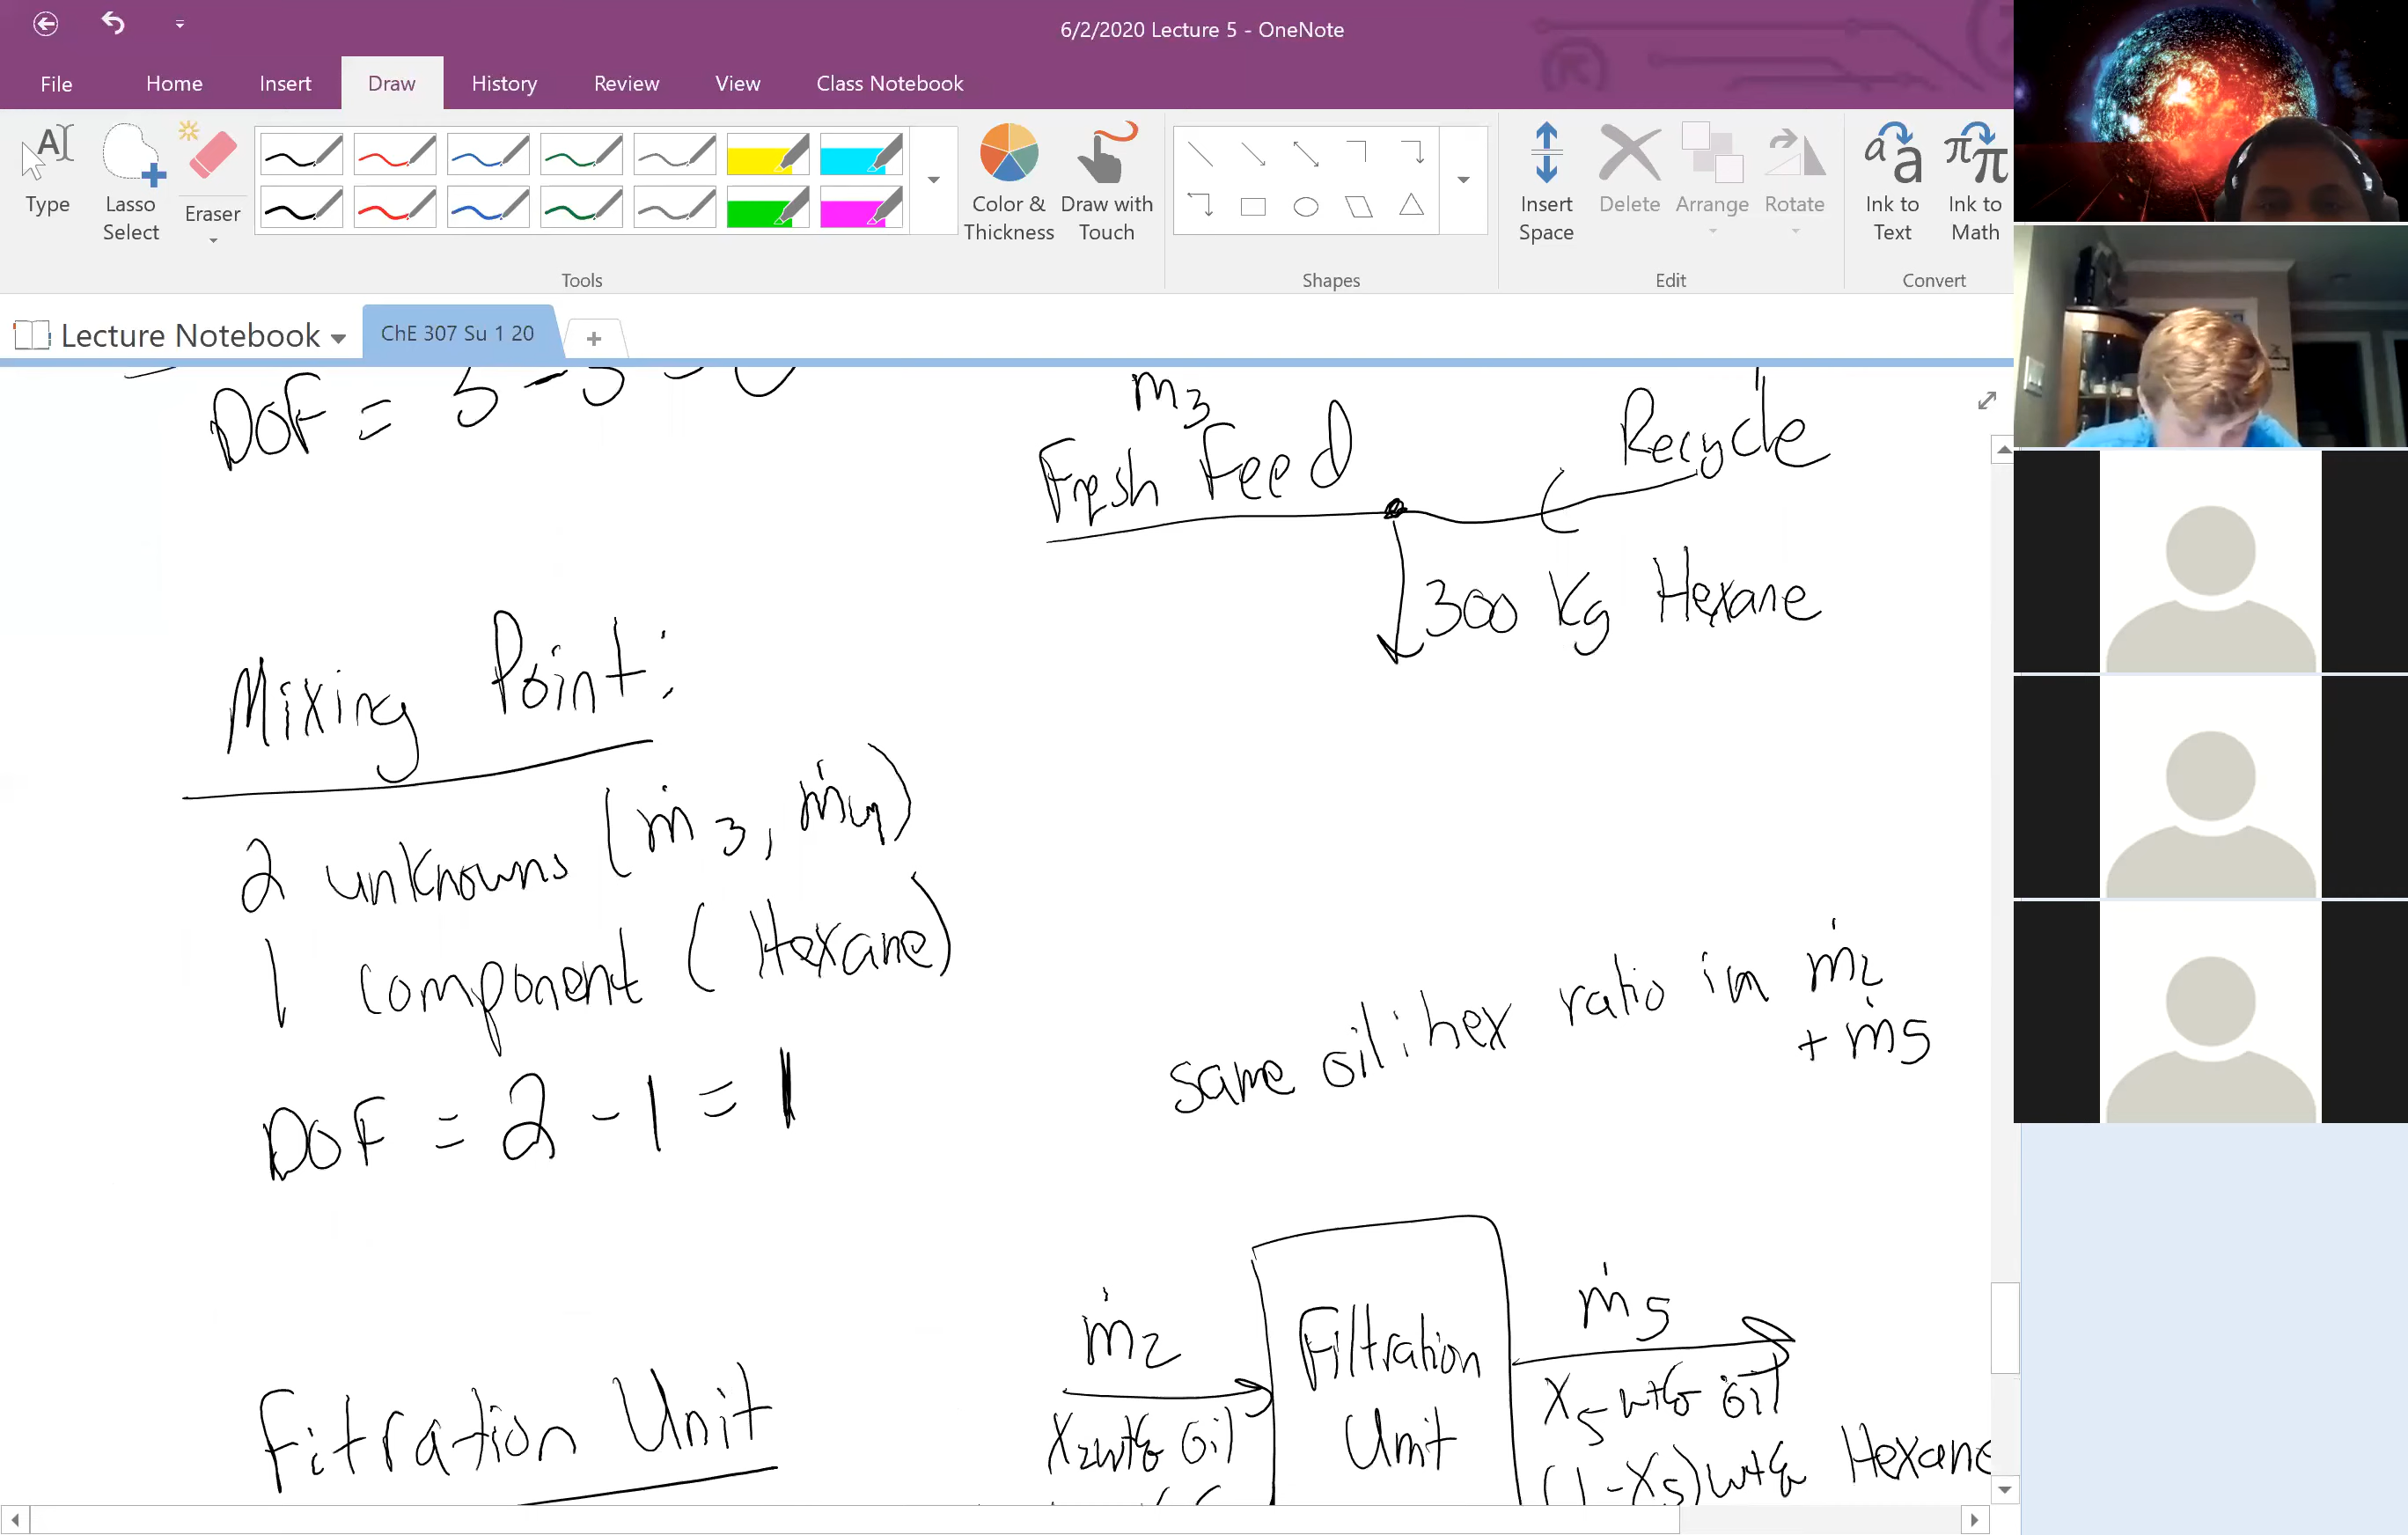 6/2/2020 Lecture 5 - OneNote
File Home Insert Draw History Review View Class Notebook
Type
Lasso Select
Eraser
Color & Thickness
Draw with Touch
Insert Space
Delete
Arrange
Rotate
Ink to Text
Ink to Math
Tools Shapes Edit Convert
Lecture Notebook
ChE 307 Su 1 20
DOF = 5 - 5 = 0
ṁ3
Fresh Feed
Recycle
300 Kg Hexane
Mixing Point:
2 unknowns (ṁ3, ṁ4)
1 component (Hexane)
DOF = 2 - 1 = 1
same oil:hex ratio in ṁ2
+ ṁ5
Fitration Unit
ṁ2
X2 wt% oil
Filtration
Unit
ṁ5
X5 wt% oil
(1-X5) wt% Hexane